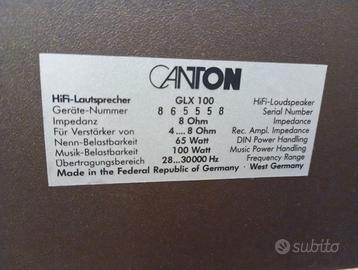 CANTON
HiFi-Lautsprecher GLX 100 HiFi-Loudspeaker
Geräte-Nummer 865558 Serial Number
Impedanz 8 Ohm Impedance
Für Verstärker von 4....8 Ohm Rec. Ampl. Impedance
Nenn-Belastbarkeit 65 Watt DIN Power Handling
Musik-Belastbarkeit 100 Watt Music Power Handling
Übertragungsbereich 28...30000 Hz Frequency Range
Made in the Federal Republic of Germany · West Germany
subito